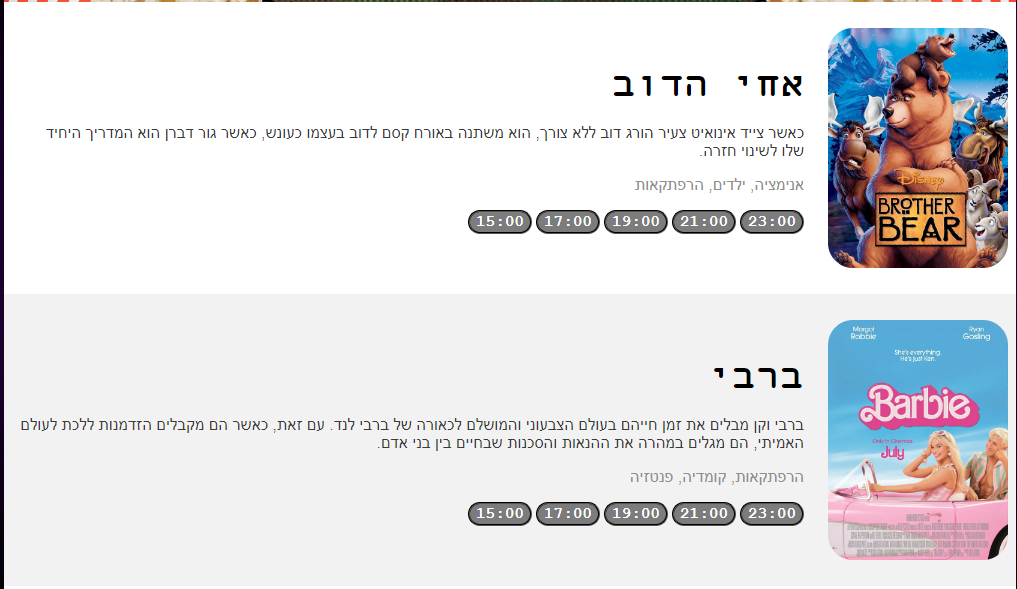 אחי הדוב
כאשר צייד אינואיט צעיר הורג דוב ללא צורך, הוא משתנה באורח קסם לדוב בעצמו כעונש, כאשר גור דברן הוא המדריך היחיד
שלו לשינוי חזרה.
אנימציה, ילדים, הרפתקאות
15:00 17:00 19:00 21:00 23:00
Disney
BROTHER
BEAR
ברבי
ברבי וקן מבלים את זמן חייהם בעולם הצבעוני והמושלם לכאורה של ברבי לנד. עם זאת, כאשר הם מקבלים הזדמנות ללכת לעולם
האמיתי, הם מגלים במהרה את ההנאות והסכנות שבחיים בין בני אדם.
הרפתקאות, קומדיה, פנטזיה
15:00 17:00 19:00 21:00 23:00
Margot
Robbie
Ryan
Gosling
She's everything.
He's just Ken.
Barbie
Only in Cinemas
July